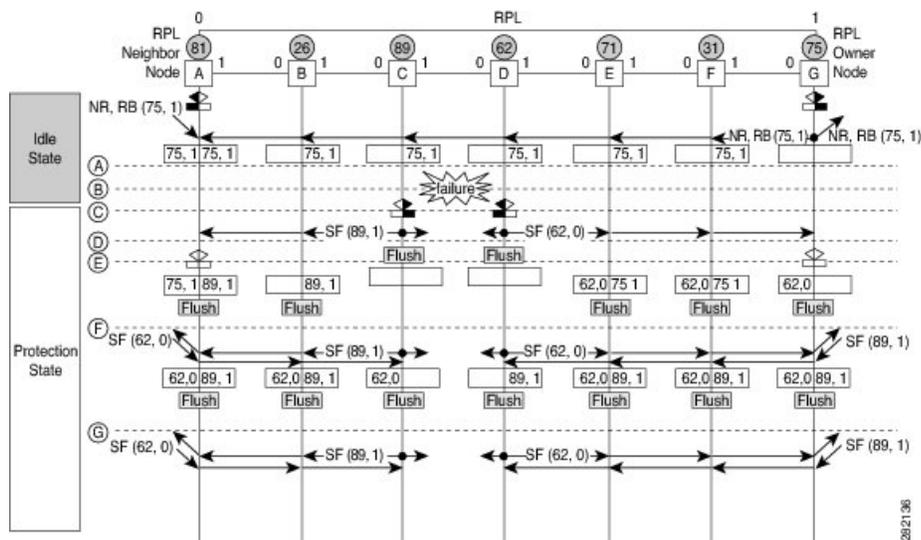 0 RPL 1
RPL Neighbor Node
81 26 89 62 71 31 75
RPL Owner Node
0 1 0 1 0 1 0 1 0 1 0
A B C D E F G
Idle State
NR, RB (75, 1)
NR, RB (75, 1)
NR, RB (75, 1)
75, 1 75, 1
75, 1
75, 1
75, 1
75, 1
75, 1
A
B
failure
C
SF (89, 1)
SF (62, 0)
D
Flush
Flush
E
75, 1 89, 1
89, 1
62,0 75 1
62,0 75 1
62,0
Flush
Flush
Flush
Flush
Flush
Protection State
F
SF (62, 0)
SF (89, 1)
SF (62, 0)
SF (89, 1)
62,0 89, 1
62,0 89, 1
62,0
89, 1
62,0 89, 1
62,0 89, 1
62,0 89, 1
Flush
Flush
Flush
Flush
Flush
Flush
Flush
G
SF (62, 0)
SF (89, 1)
SF (62, 0)
SF (89, 1)
282136